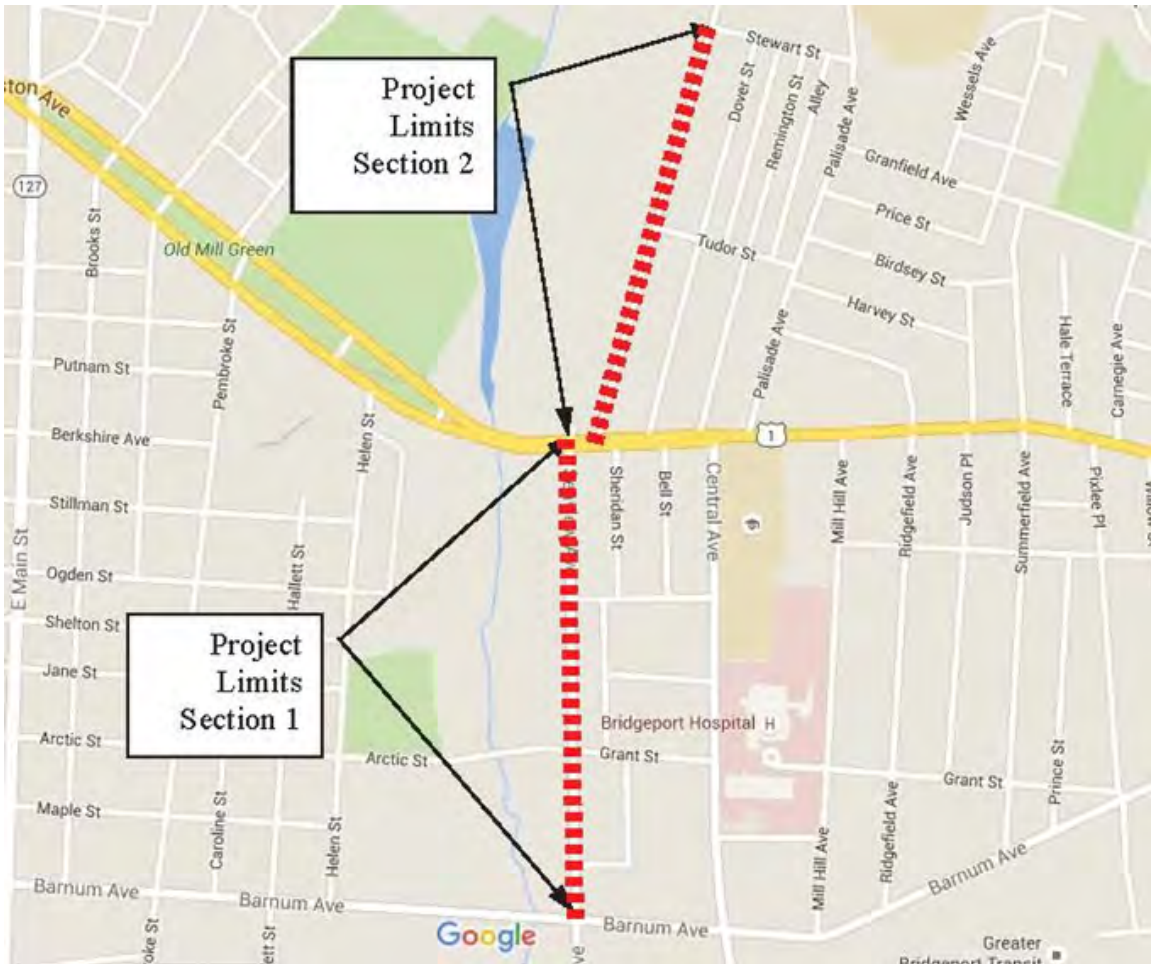 Project
Limits
Section 2
Project
Limits
Section 1
ston Ave
127
Brooks St
Old Mill Green
Pembroke St
Putnam St
Berkshire Ave
Helen St
Stillman St
E Main St
Ogden St
Hallett St
Shelton St
Jane St
Arctic St
Arctic St
Maple St
Caroline St
Helen St
Barnum Ave
Barnum Ave
Barnum Ave
Barnum Ave
roke St
ett St
Google
ve
Stewart St
Dover St
Remington St
Alley
Palisade Ave
Wessels Ave
Granfield Ave
Price St
Tudor St
Birdsey St
Harvey St
Palisade Ave
Hale Terrace
Carnegie Ave
1
Sheridan St
Bell St
Central Ave
Mill Hill Ave
Ridgefield Ave
Judson Pl
Summerfield Ave
Pixlee Pl
Bridgeport Hospital H
Grant St
Grant St
Prince St
Mill Hill Ave
Ridgefield Ave
Greater
Bridgeport Transit